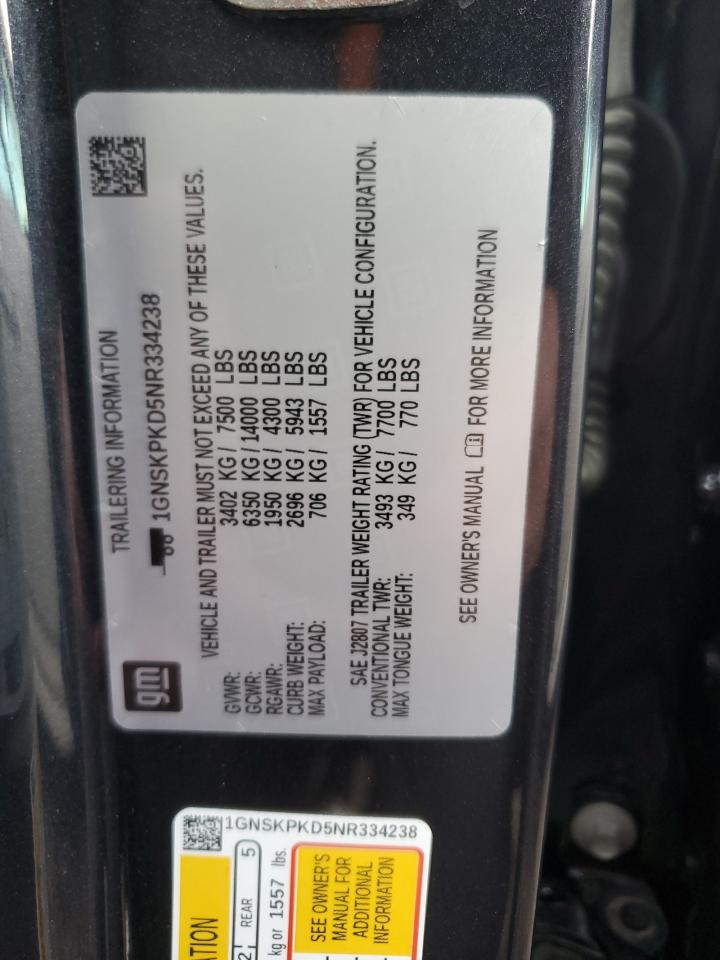 gm
TRAILERING INFORMATION
1GNSKPKD5NR334238
VEHICLE AND TRAILER MUST NOT EXCEED ANY OF THESE VALUES.
GVWR: 3402 KG / 7500 LBS
GCWR: 6350 KG / 14000 LBS
RGAWR: 1950 KG / 4300 LBS
CURB WEIGHT: 2696 KG / 5943 LBS
MAX PAYLOAD: 706 KG / 1557 LBS
SAE J2807 TRAILER WEIGHT RATING (TWR) FOR VEHICLE CONFIGURATION.
CONVENTIONAL TWR: 3493 KG / 7700 LBS
MAX TONGUE WEIGHT: 349 KG / 770 LBS
SEE OWNER'S MANUAL FOR MORE INFORMATION
1GNSKPKD5NR334238
REAR 5
kg or 1557 lbs.
SEE OWNER'S
MANUAL FOR
ADDITIONAL
INFORMATION